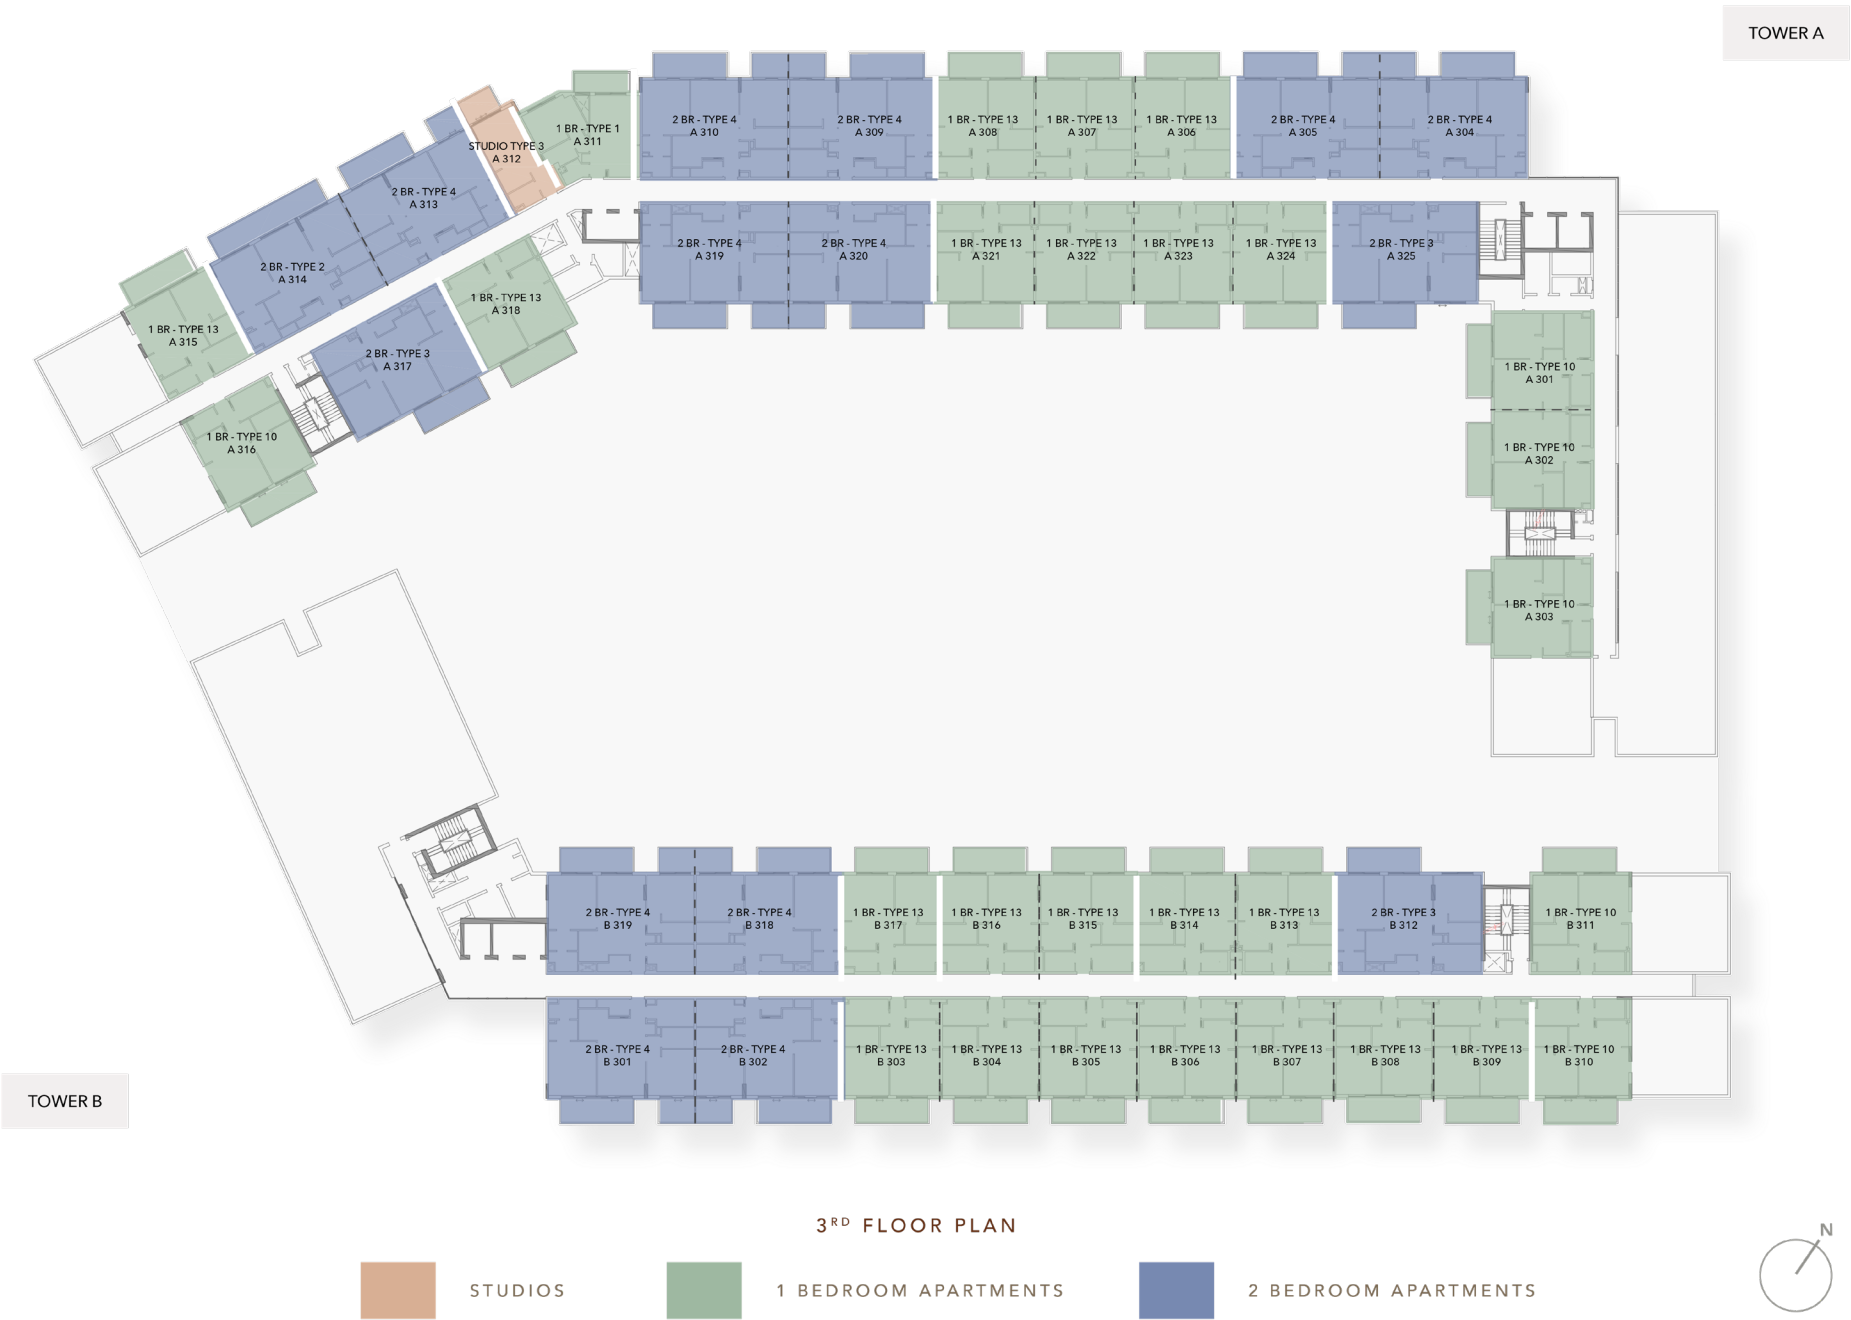 TOWER A
2 BR - TYPE 4
A 310
2 BR - TYPE 4
A 309
1 BR - TYPE 13
A 308
1 BR - TYPE 13
A 307
1 BR - TYPE 13
A 306
2 BR - TYPE 4
A 305
2 BR - TYPE 4
A 304
1 BR - TYPE 1
A 311
STUDIO TYPE 3
A 312
2 BR - TYPE 4
A 313
2 BR - TYPE 2
A 314
1 BR - TYPE 13
A 315
2 BR - TYPE 4
A 319
2 BR - TYPE 4
A 320
1 BR - TYPE 13
A 321
1 BR - TYPE 13
A 322
1 BR - TYPE 13
A 323
1 BR - TYPE 13
A 324
2 BR - TYPE 3
A 325
1 BR - TYPE 13
A 318
2 BR - TYPE 3
A 317
1 BR - TYPE 10
A 316
1 BR - TYPE 10
A 301
1 BR - TYPE 10
A 302
1 BR - TYPE 10
A 303
2 BR - TYPE 4
B 319
2 BR - TYPE 4
B 318
1 BR - TYPE 13
B 317
1 BR - TYPE 13
B 316
1 BR - TYPE 13
B 315
1 BR - TYPE 13
B 314
1 BR - TYPE 13
B 313
2 BR - TYPE 3
B 312
1 BR - TYPE 10
B 311
2 BR - TYPE 4
B 301
2 BR - TYPE 4
B 302
1 BR - TYPE 13
B 303
1 BR - TYPE 13
B 304
1 BR - TYPE 13
B 305
1 BR - TYPE 13
B 306
1 BR - TYPE 13
B 307
1 BR - TYPE 13
B 308
1 BR - TYPE 13
B 309
1 BR - TYPE 10
B 310
TOWER B
3RD FLOOR PLAN
N
STUDIOS
1 BEDROOM APARTMENTS
2 BEDROOM APARTMENTS